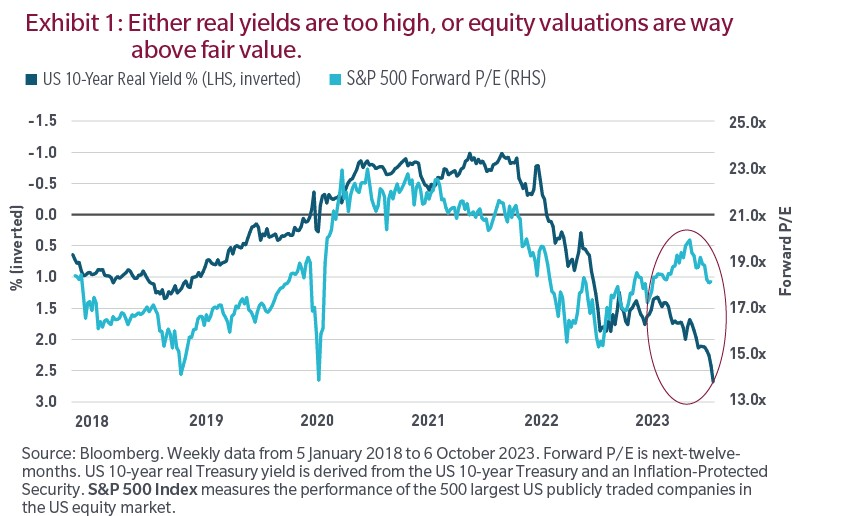 Exhibit 1: Either real yields are too high, or equity valuations are way
above fair value.
US 10-Year Real Yield % (LHS, inverted)
S&P 500 Forward P/E (RHS)
% (inverted)
-1.5
-1.0
-0.5
0.0
0.5
1.0
1.5
2.0
2.5
3.0
25.0x
23.0x
21.0x
19.0x
17.0x
15.0x
13.0x
Forward P/E
2018
2019
2020
2021
2022
2023
Source: Bloomberg. Weekly data from 5 January 2018 to 6 October 2023. Forward P/E is next-twelve-
months. US 10-year real Treasury yield is derived from the US 10-year Treasury and an Inflation-Protected
Security. S&P 500 Index measures the performance of the 500 largest US publicly traded companies in
the US equity market.